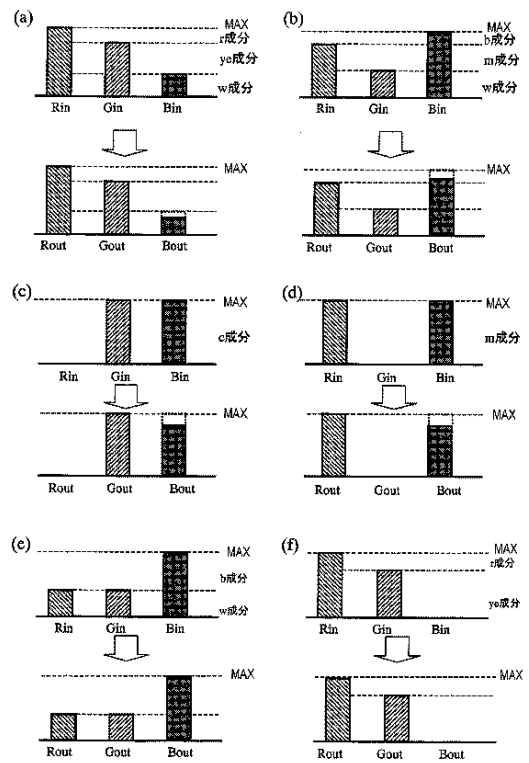 (a)
MAX
r成分
ye成分
w成分
Rin Gin Bin
MAX
Rout Gout Bout
(b)
MAX
b成分
m成分
w成分
Rin Gin Bin
MAX
Rout Gout Bout
(c)
MAX
c成分
Rin Gin Bin
MAX
Rout Gout Bout
(d)
MAX
m成分
Rin Gin Bin
MAX
Rout Gout Bout
(e)
MAX
b成分
w成分
Rin Gin Bin
MAX
Rout Gout Bout
(f)
MAX
r成分
ye成分
Rin Gin Bin
MAX
Rout Gout Bout